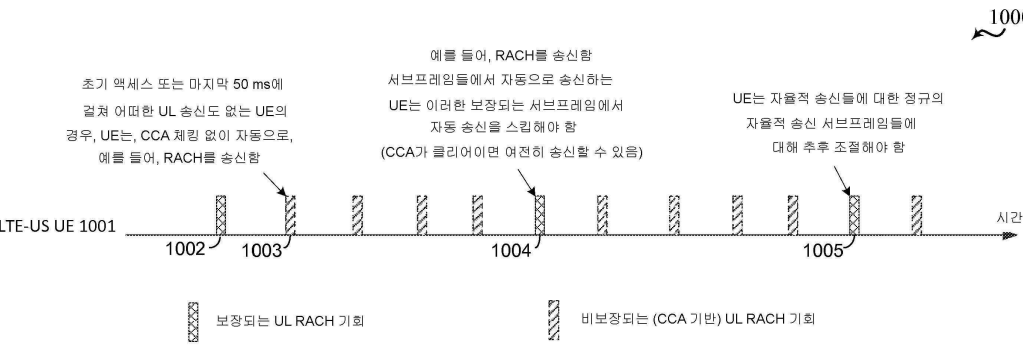 1000
초기 액세스 또는 마지막 50 ms에
걸쳐 어떠한 UL 송신도 없는 UE의
경우, UE는, CCA 체킹 없이 자동으로,
예를 들어, RACH를 송신함
예를 들어, RACH를 송신함
서브프레임들에서 자동으로 송신하는
UE는 이러한 보장되는 서브프레임에서
자동 송신을 스킵해야 함
(CCA가 클리어이면 여전히 송신할 수 있음)
UE는 자율적 송신들에 대한 정규의
자율적 송신 서브프레임들에
대해 추후 조절해야 함
LTE-US UE 1001
시간
1002
1003
1004
1005
보장되는 UL RACH 기회
비보장되는 (CCA 기반) UL RACH 기회